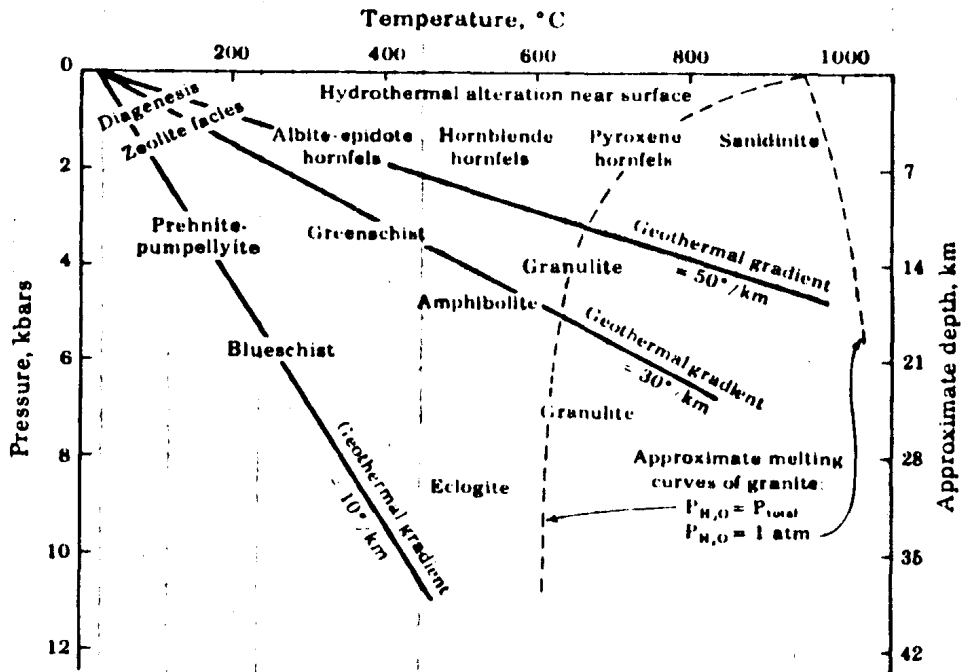 Temperature, °C
200 400 600 800 1000
0
Hydrothermal alteration near surface
Diagenesis
Zeolite facies
Albite-epidote
hornfels
Hornblende
hornfels
Pyroxene
hornfels
Sanidinite
2
7
Prehnite-
pumpellyite
Greenschist
Geothermal gradient
= 50°/km
4
Granulite
14
Amphibolite
Geothermal gradient
= 30°/km
Blueschist
6
21
Granulite
Geothermal gradient
= 10°/km
8
Eclogite
Approximate melting
curves of granite:
P_H₂O = P_total
P_H₂O = 1 atm
28
10
35
12
42
Pressure, kbars
Approximate depth, km